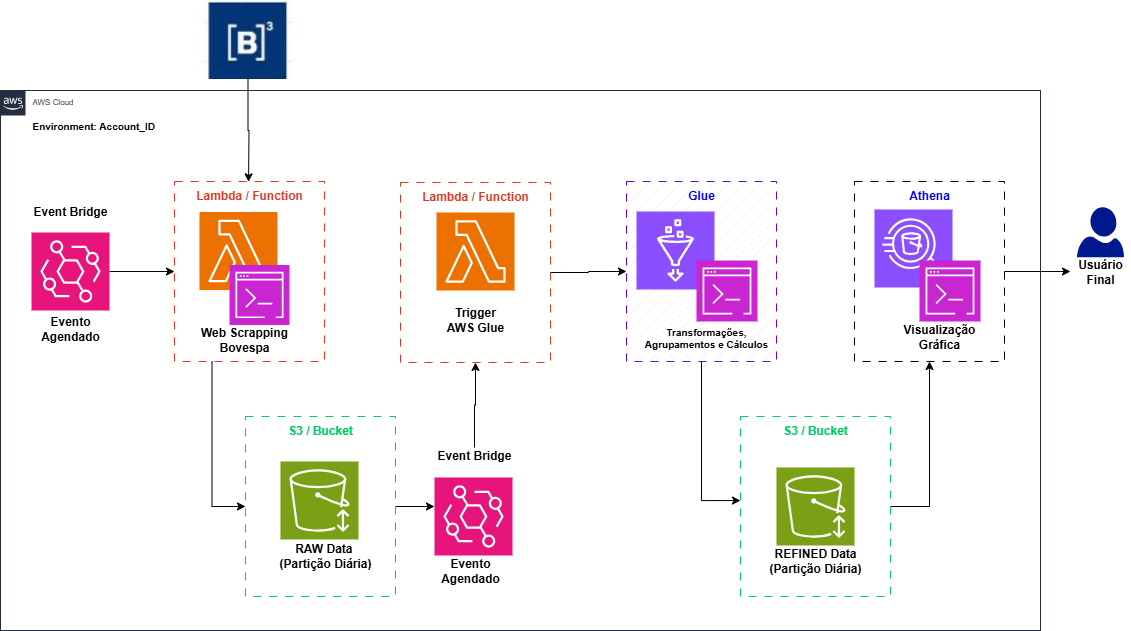 [B]³
aws
AWS Cloud
Environment: Account_ID
Event Bridge
Evento
Agendado
Lambda / Function
Web Scrapping
Bovespa
Lambda / Function
Trigger
AWS Glue
Glue
Transformações,
Agrupamentos e Cálculos
Athena
Visualização
Gráfica
Usuário
Final
S3 / Bucket
RAW Data
(Partição Diária)
Event Bridge
Evento
Agendado
S3 / Bucket
REFINED Data
(Partição Diária)